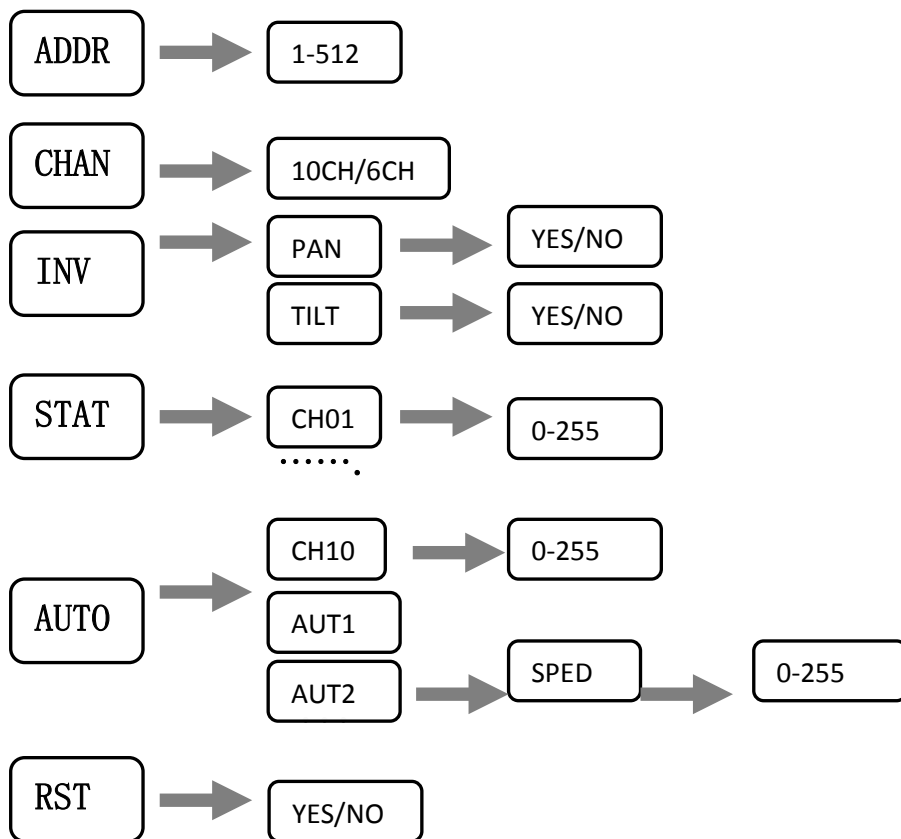 ADDR 1-512
CHAN 10CH/6CH
INV PAN YES/NO
TILT YES/NO
STAT CH01 0-255
.......
CH10 0-255
AUTO AUT1
AUT2 SPED 0-255
RST YES/NO